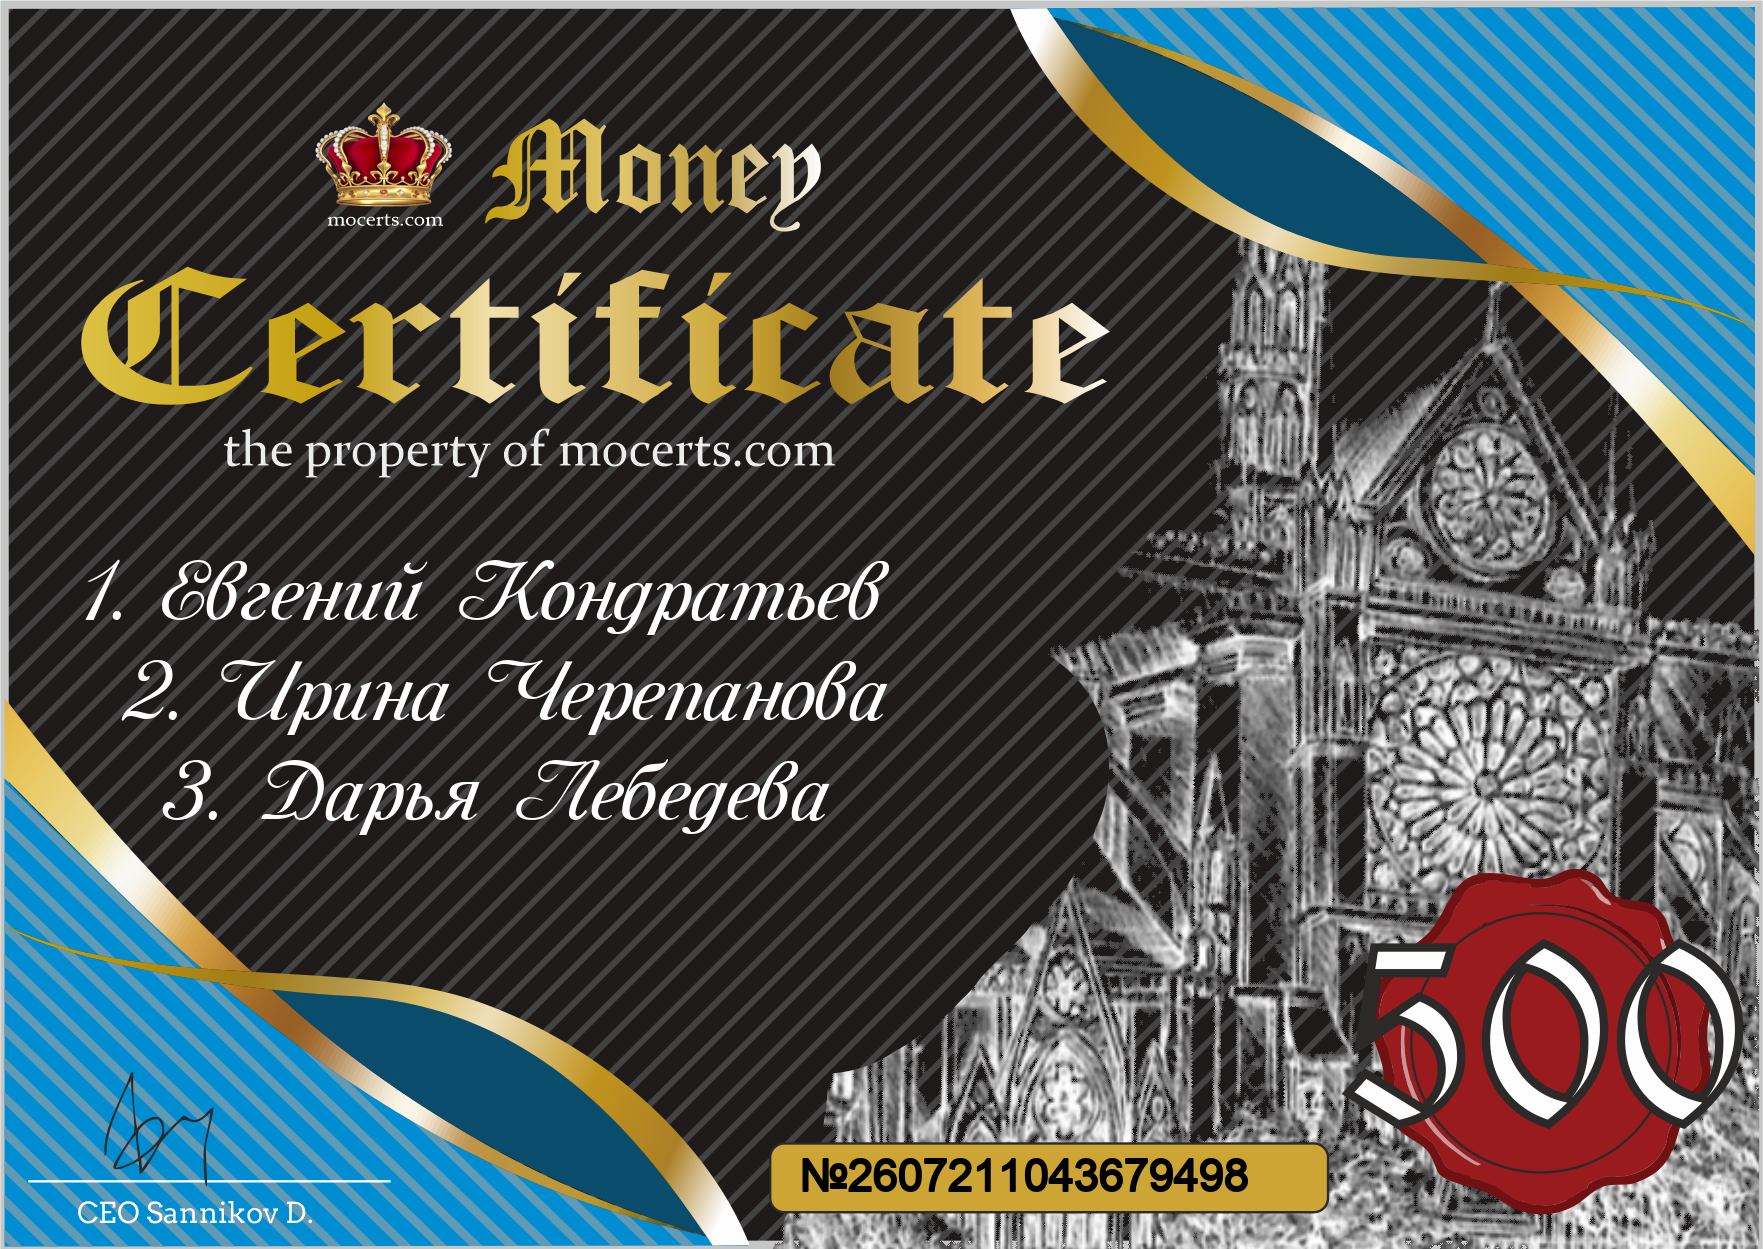 mocerts.com
Money
Certificate
the property of mocerts.com
1. Евгений Кондратьев
2. Ирина Черепанова
3. Дарья Лебедева
500
№2607211043679498
CEO Sannikov D.